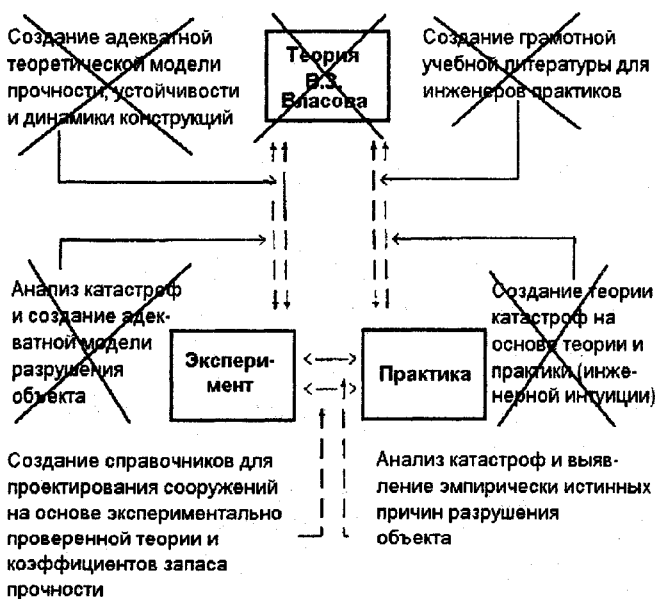 Создание адекватной
теоретической модели
прочности, устойчивости
и динамики конструкций
Теория
В.З.
Власова
Создание грамотной
учебной литературы для
инженеров практиков
Анализ катастроф
и создание адек-
ватной модели
разрушения
объекта
Экспери-
мент
Практика
Создание теории
катастроф на
основе теории и
практики (инже-
нерной интуиции)
Создание справочников для
проектирования сооружений
на основе экспериментально
проверенной теории и
коэффициентов запаса
прочности
Анализ катастроф и выяв-
ление эмпирически истинных
причин разрушения
объекта